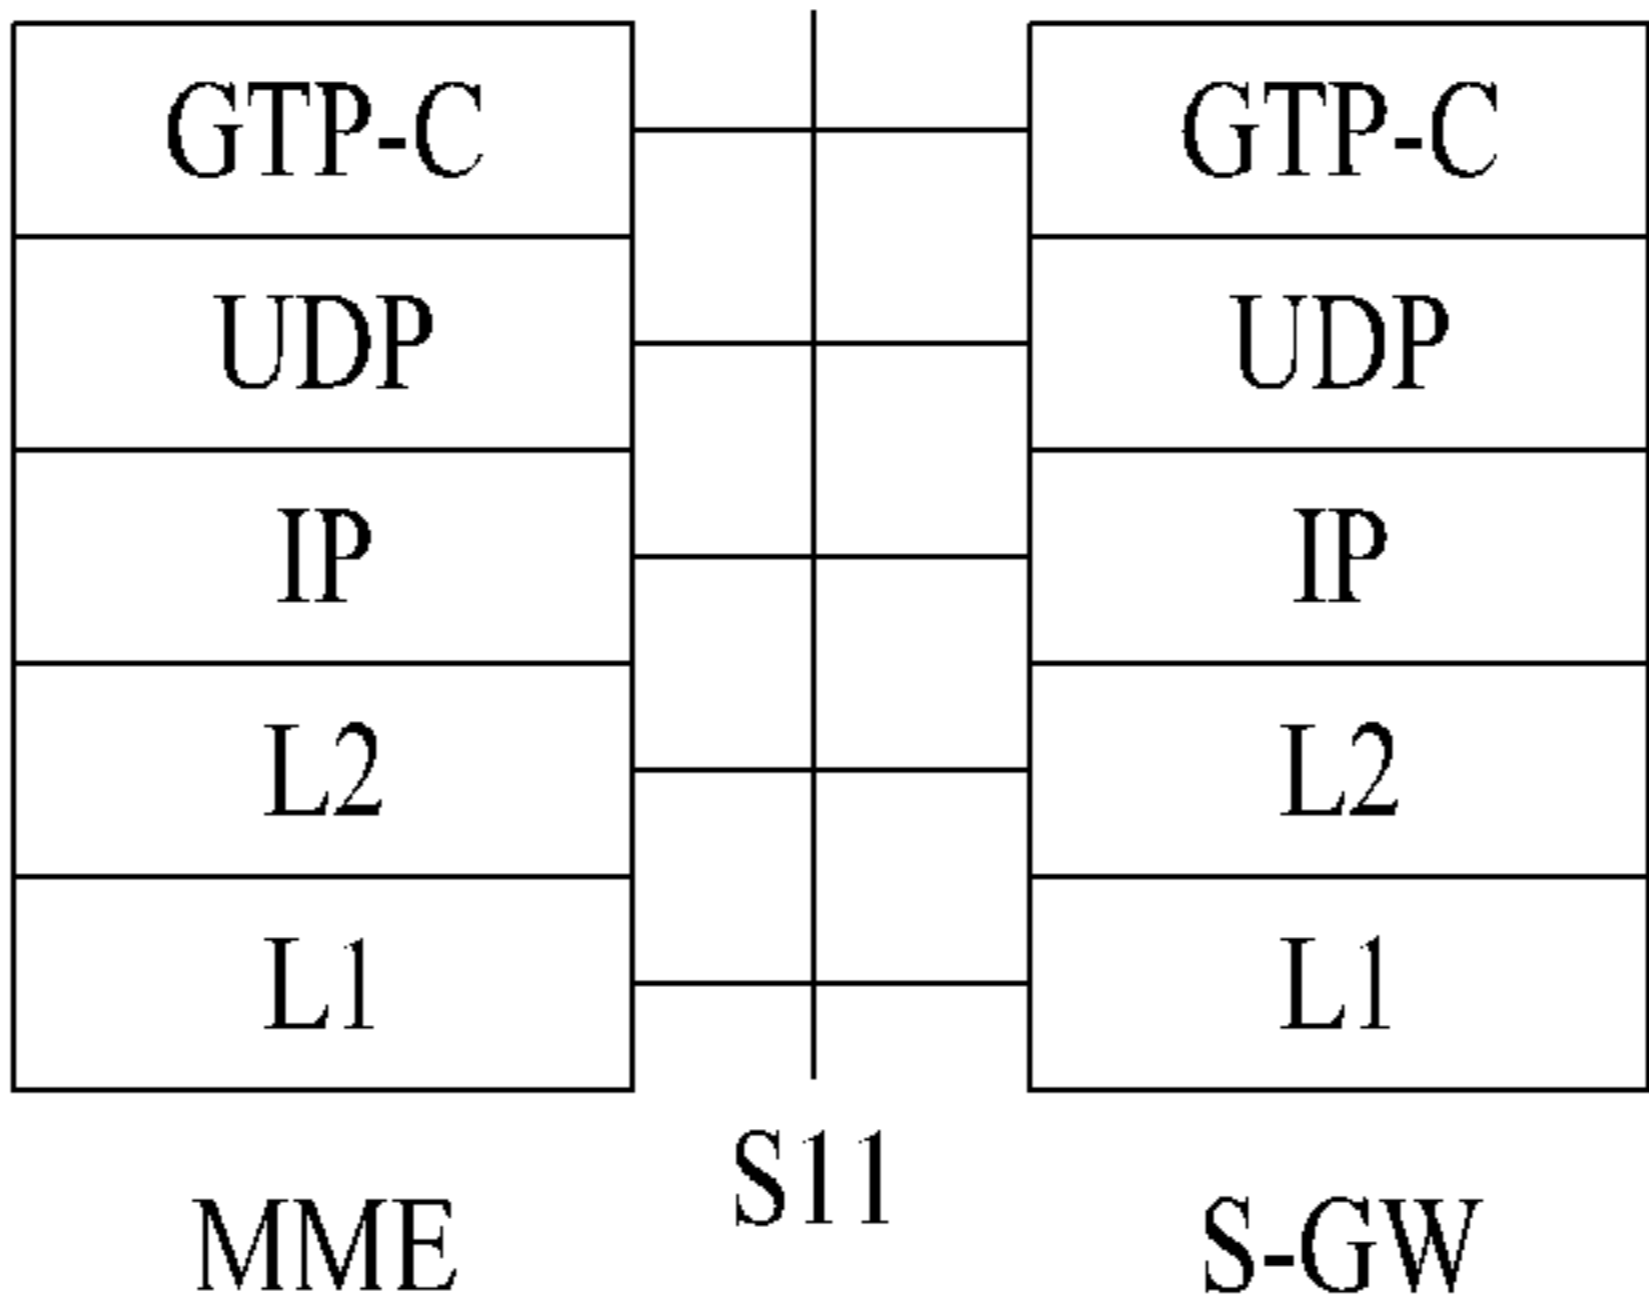 GTP-C GTP-C
UDP UDP
IP IP
L2 L2
L1 L1
S11
MME S-GW